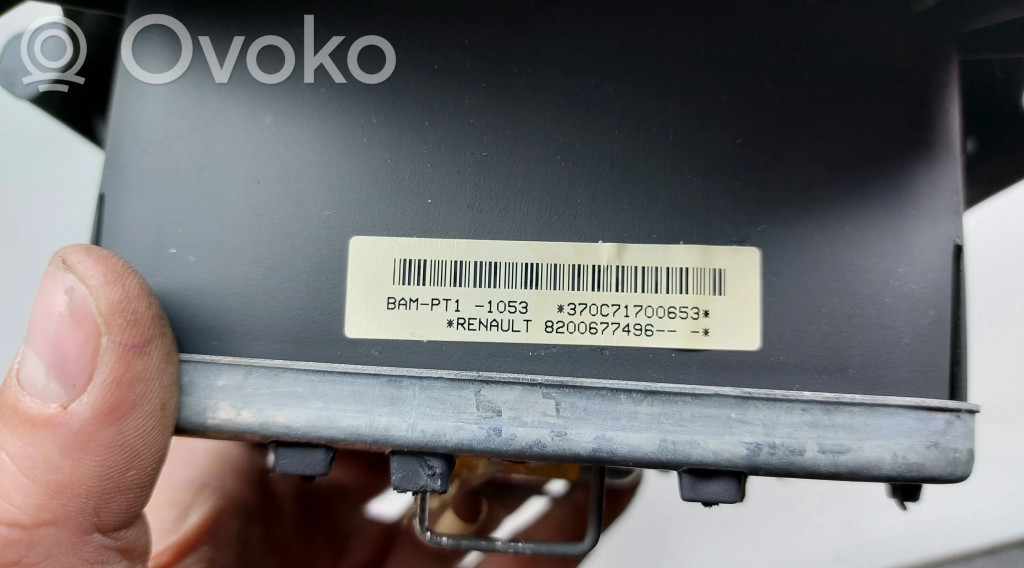 Ovoko
BAM-PT1 -1053 *370C71700653*
*RENAULT 8200677496-- -*